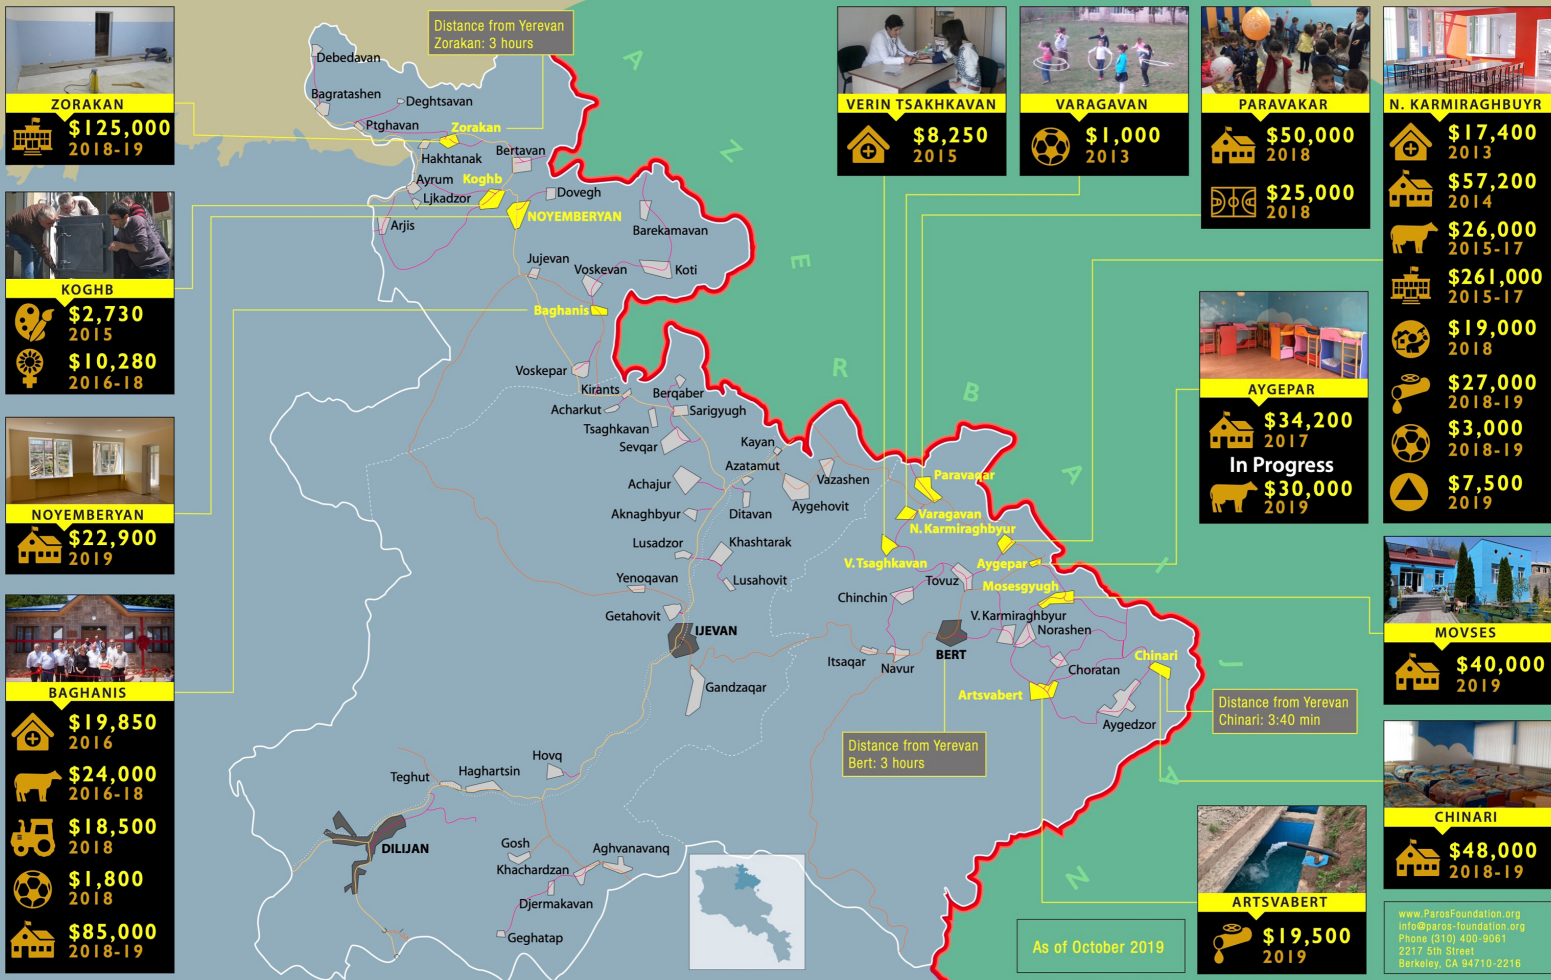 ZORAKAN
$125,000
2018-19
KOGHB
$2,730
2015
$10,280
2016-18
NOYEMBERYAN
$22,900
2019
BAGHANIS
$19,850
2016
$24,000
2016-18
$18,500
2018
$1,800
2018
$85,000
2018-19
Distance from Yerevan
Zorakan: 3 hours
Debedavan
Bagratashen
Deghtsavan
Ptghavan
Zorakan
Hakhtanak
Bertavan
Ayrum
Koghb
Ljkadzor
Dovegh
NOYEMBERYAN
Arjis
Barekamavan
Jujevan
Voskevan
Koti
Baghanis
Voskepar
Kirants
Berqaber
Acharkut
Sarigyugh
Tsaghkavan
Sevqar
Kayan
Azatamut
Vazashen
Achajur
Aygehovit
Aknaghbyur
Ditavan
Lusadzor
Khashtarak
Yenoqavan
Lusahovit
Getahovit
IJEVAN
Gandzaqar
Paravaqar
Varagavan
N. Karmiraghbyur
V. Tsaghkavan
Aygepar
Tovuz
Mosesgyugh
Chinchin
V. Karmiraghbyur
Norashen
BERT
Itsaqar
Navur
Choratan
Chinari
Artsvabert
Aygedzor
Distance from Yerevan
Chinari: 3:40 min
Distance from Yerevan
Bert: 3 hours
Hovq
Teghut
Haghartsin
DILIJAN
Gosh
Aghvanavanq
Khachardzan
Djermakavan
Geghatap
A
Z
E
R
B
A
I
J
A
N
VERIN TSAKHKAVAN
$8,250
2015
VARAGAVAN
$1,000
2013
PARAVAKAR
$50,000
2018
$25,000
2018
N. KARMIRAGHBUYR
$17,400
2013
$57,200
2014
$26,000
2015-17
$261,000
2015-17
$19,000
2018
$27,000
2018-19
$3,000
2018-19
$7,500
2019
AYGEPAR
$34,200
2017
In Progress
$30,000
2019
MOVSES
$40,000
2019
CHINARI
$48,000
2018-19
ARTSVABERT
$19,500
2019
As of October 2019
www.ParosFoundation.org
info@paros-foundation.org
Phone (310) 400-9061
2217 5th Street
Berkeley, CA 94710-2216